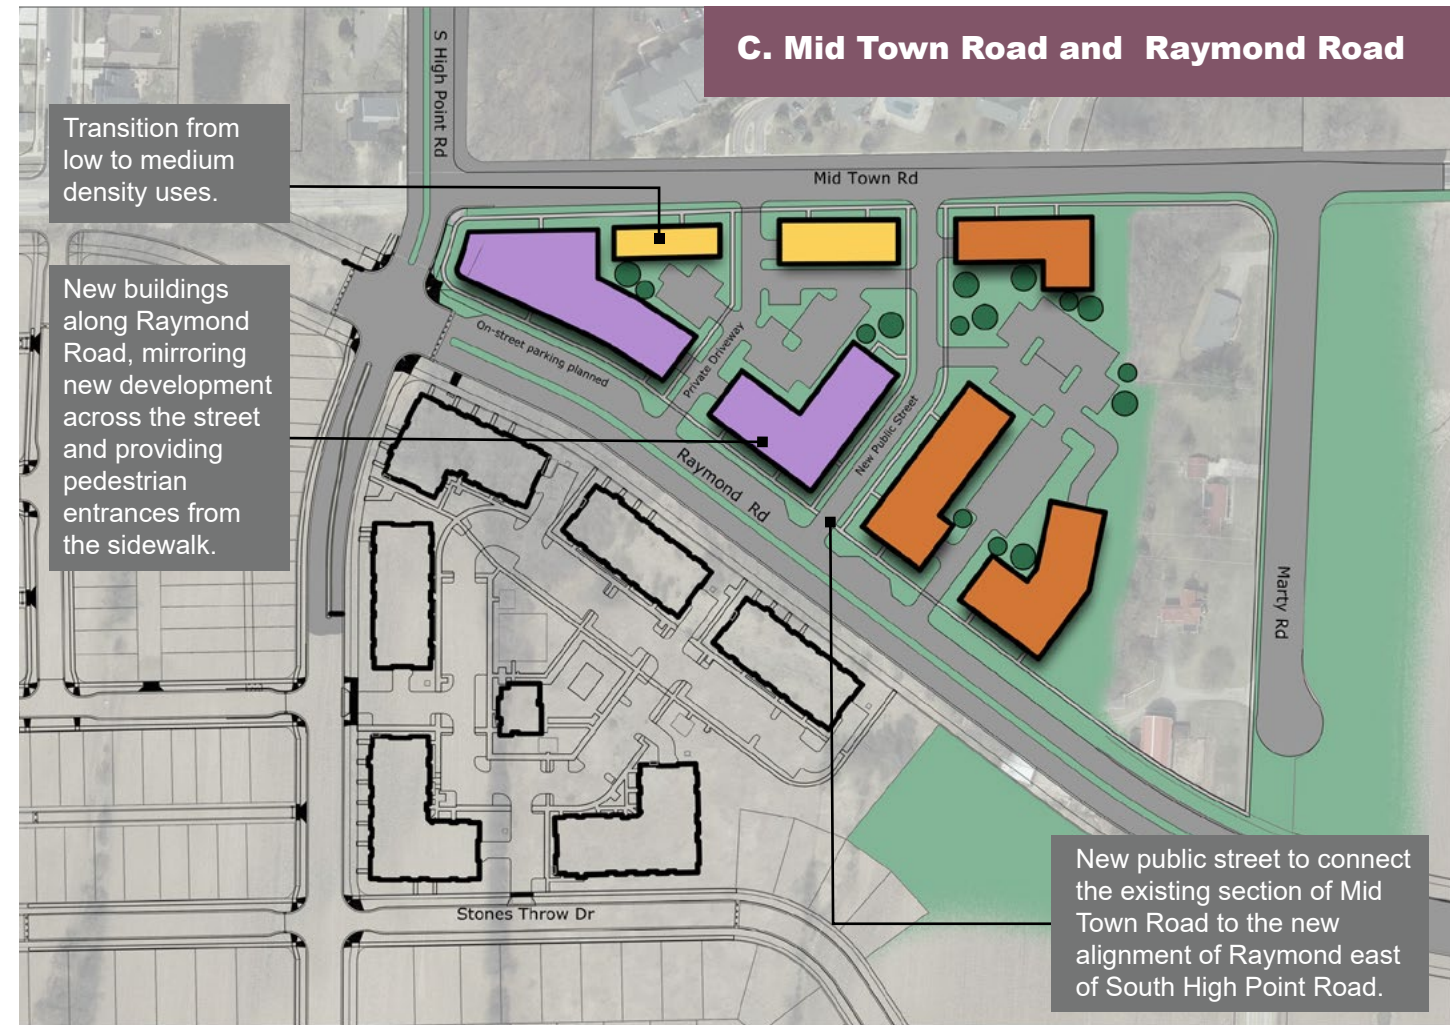 C. Mid Town Road and  Raymond Road
S High Point Rd
Transition from
low to medium
density uses.
Mid Town Rd
New buildings
along Raymond
Road, mirroring
new development
across the street
and providing
pedestrian
entrances from
the sidewalk.
On-street parking planned
Private Driveway
New Public Street
Raymond Rd
Marty Rd
Stones Throw Dr
New public street to connect
the existing section of Mid
Town Road to the new
alignment of Raymond east
of South High Point Road.